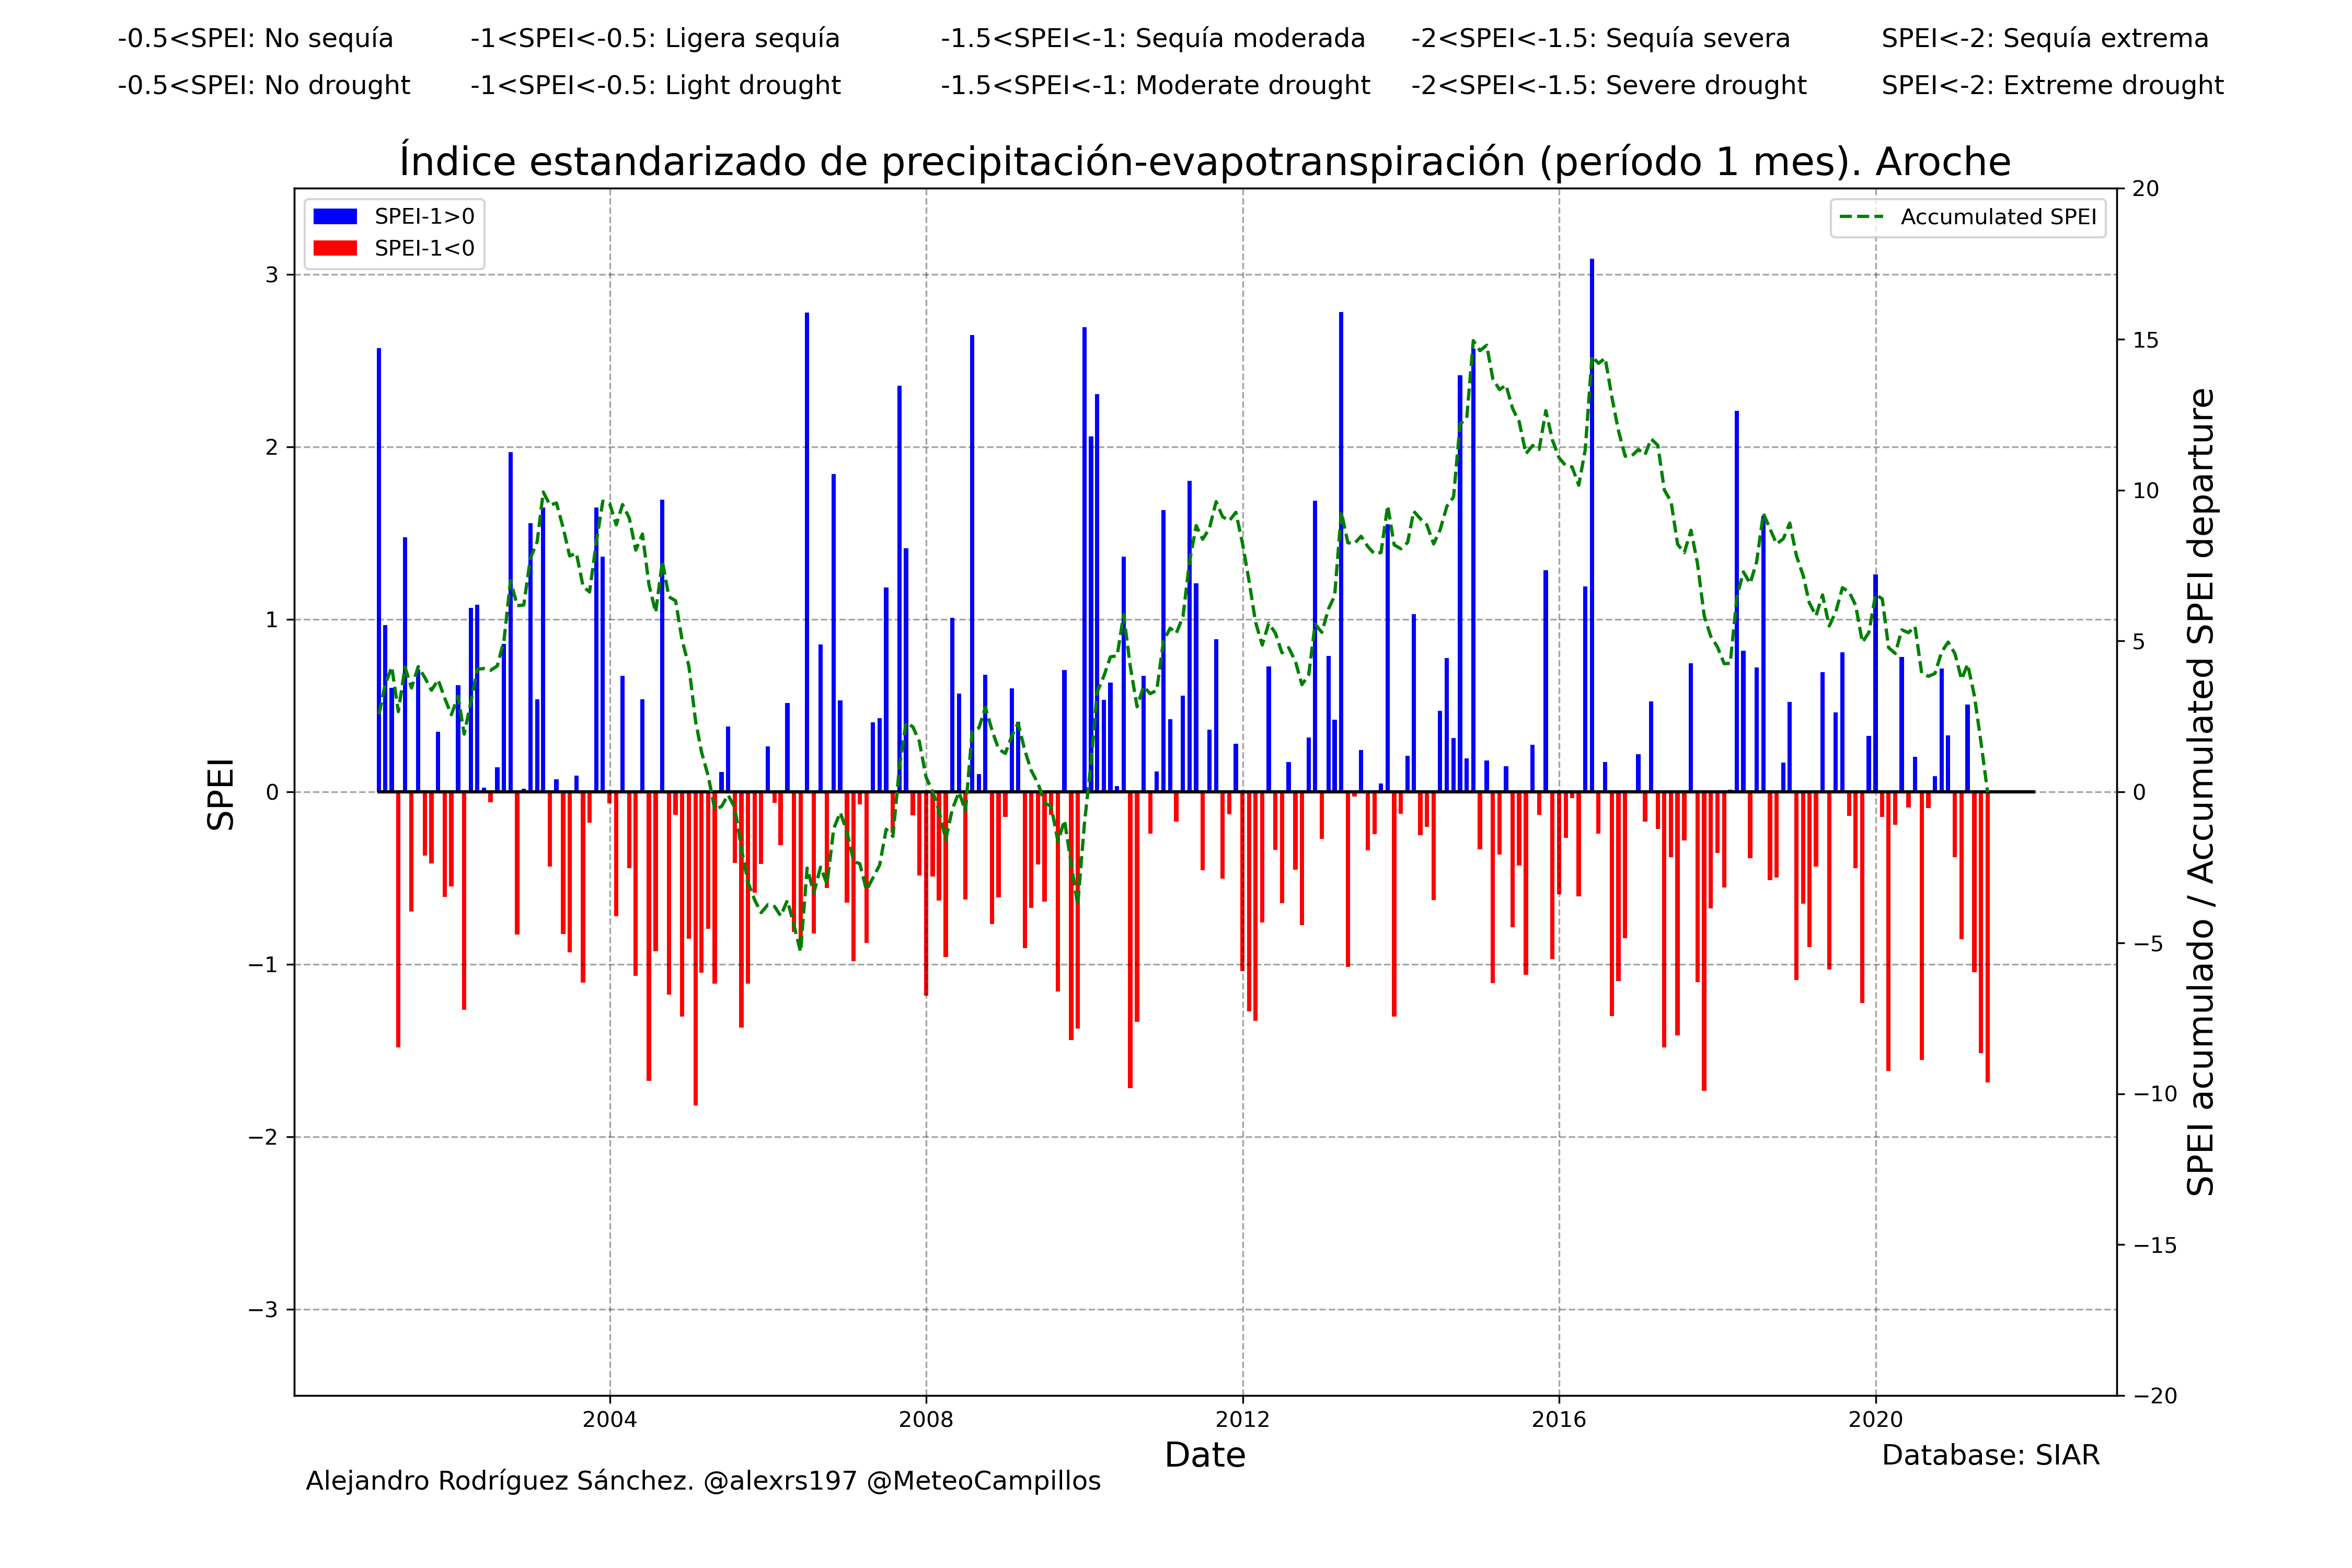 -0.5<SPEI: No sequía -1<SPEI<-0.5: Ligera sequía -1.5<SPEI<-1: Sequía moderada -2<SPEI<-1.5: Sequía severa SPEI<-2: Sequía extrema
-0.5<SPEI: No drought -1<SPEI<-0.5: Light drought -1.5<SPEI<-1: Moderate drought -2<SPEI<-1.5: Severe drought SPEI<-2: Extreme drought
Índice estandarizado de precipitación-evapotranspiración (período 1 mes). Aroche
SPEI-1>0
SPEI-1<0
Accumulated SPEI
SPEI
3
2
1
0
−1
−2
−3
20
15
10
5
0
−5
−10
−15
−20
SPEI acumulado / Accumulated SPEI departure
2004 2008 2012 2016 2020
Date
Database: SIAR
Alejandro Rodríguez Sánchez. @alexrs197 @MeteoCampillos